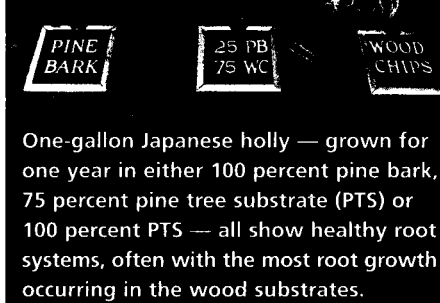 PINE 25 PB WOOD
BARK 75 WC CHIPS
One-gallon Japanese holly — grown for
one year in either 100 percent pine bark,
75 percent pine tree substrate (PTS) or
100 percent PTS — all show healthy root
systems, often with the most root growth
occurring in the wood substrates.